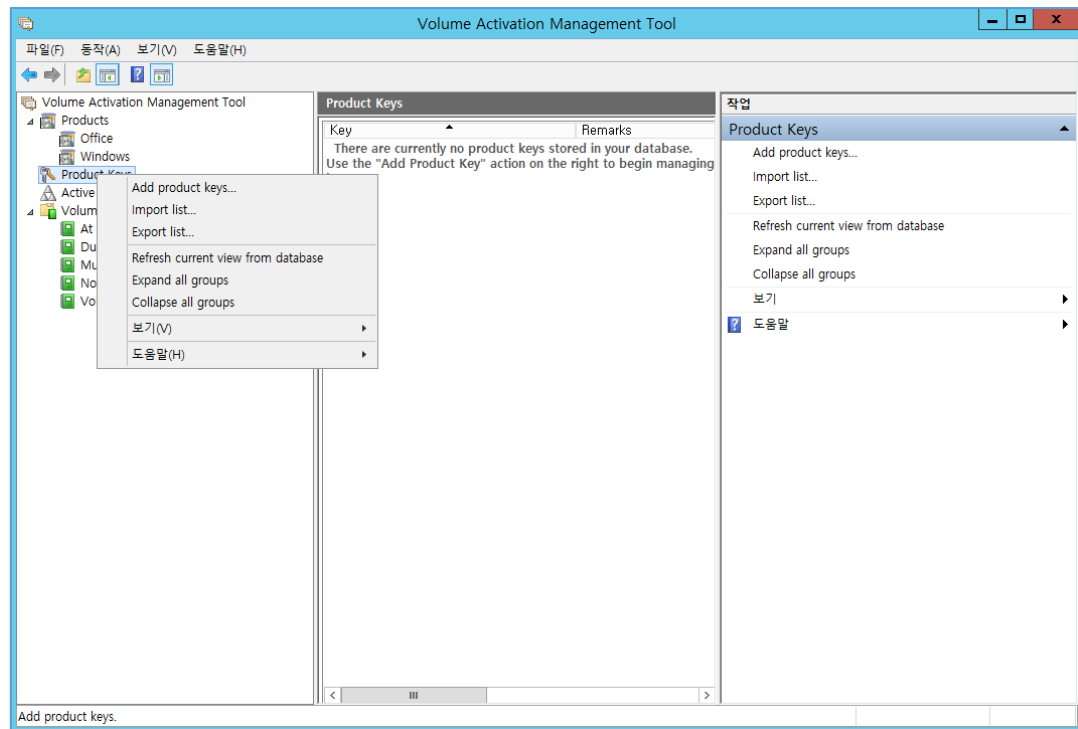 Volume Activation Management Tool
파일(F) 동작(A) 보기(V) 도움말(H)
Volume Activation Management Tool
Products
Office
Windows
Product Keys
Active
Volum
At
Du
Mu
No
Vo
Add product keys...
Import list...
Export list...
Refresh current view from database
Expand all groups
Collapse all groups
보기(V)
도움말(H)
Product Keys
Key Remarks
There are currently no product keys stored in your database.
Use the "Add Product Key" action on the right to begin managing
작업
Product Keys
Add product keys...
Import list...
Export list...
Refresh current view from database
Expand all groups
Collapse all groups
보기
도움말
Add product keys.